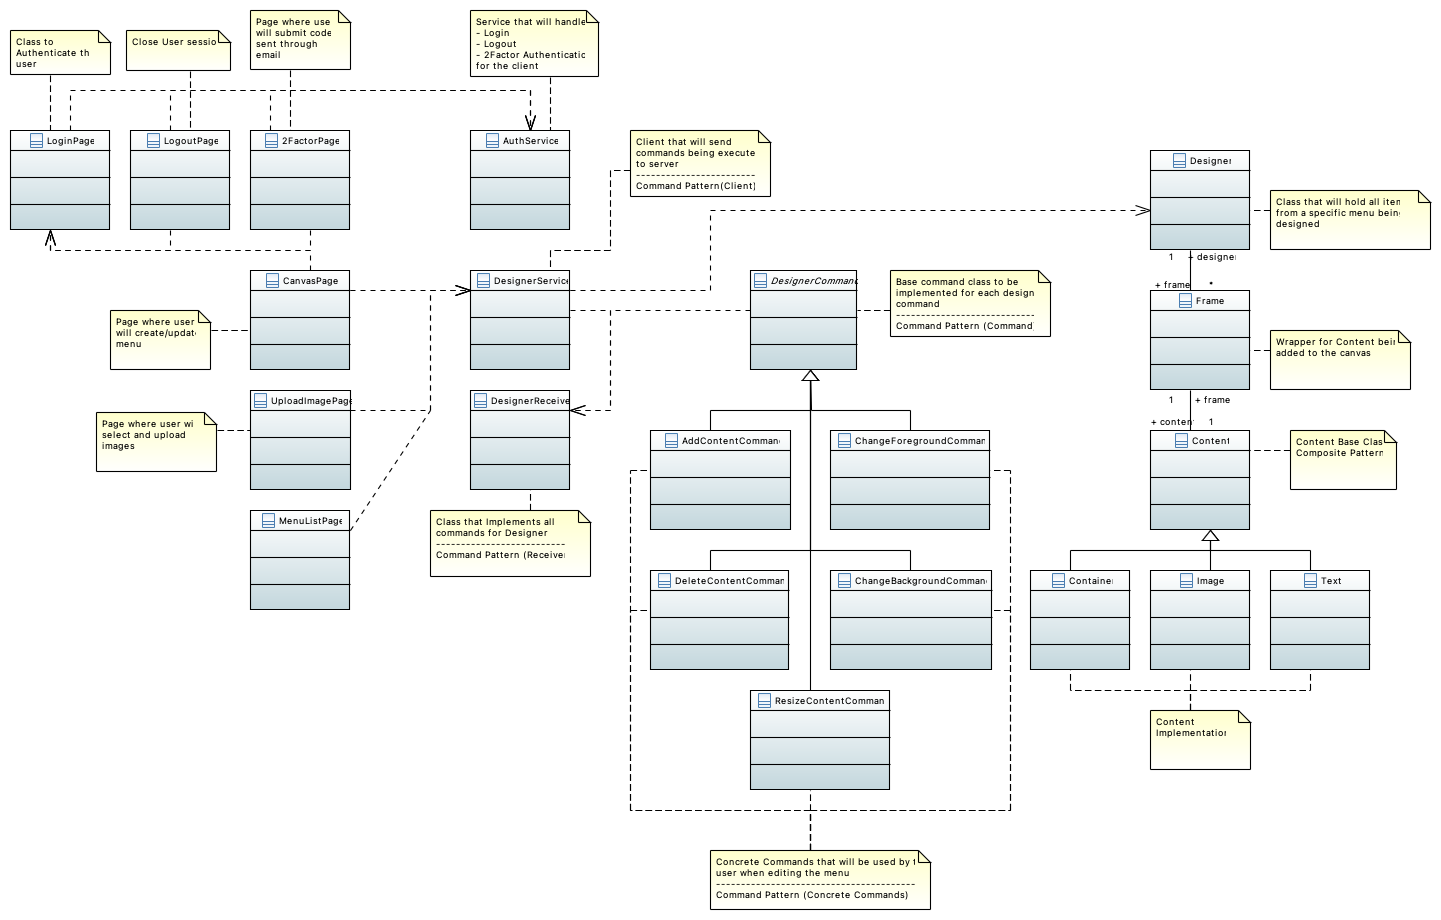 Class to
Authenticate th
user
Close User sessio
Page where use
will submit code
sent through
email
Service that will handle
- Login
- Logout
- 2Factor Authenticatic
for the client
LoginPage
LogoutPage
2FactorPage
AuthService
Client that will send
commands being execute
to server
------------------------------
Command Pattern(Client)
Designer
Class that will hold all iten
from a specific menu being
designed
1 + designer
+ frame *
CanvasPage
DesignerService
DesignerCommand
Base command class to be
implemented for each design
command
-----------------------------------
Command Pattern (Command
Frame
Page where user
will create/update
menu
Wrapper for Content bein
added to the canvas
1 + frame
+ content 1
UploadImagePage
DesignerReceive
Page where user wi
select and upload
images
AddContentComman
ChangeForegroundComman
Content
Content Base Clas
Composite Pattern
MenuListPage
Class that Implements all
commands for Designer
---------------------------------
Command Pattern (Receiver
DeleteContentComman
ChangeBackgroundComman
Container
Image
Text
ResizeContentComman
Content
Implementation
Concrete Commands that will be used by t
user when editing the menu
--------------------------------------------------
Command Pattern (Concrete Commands)